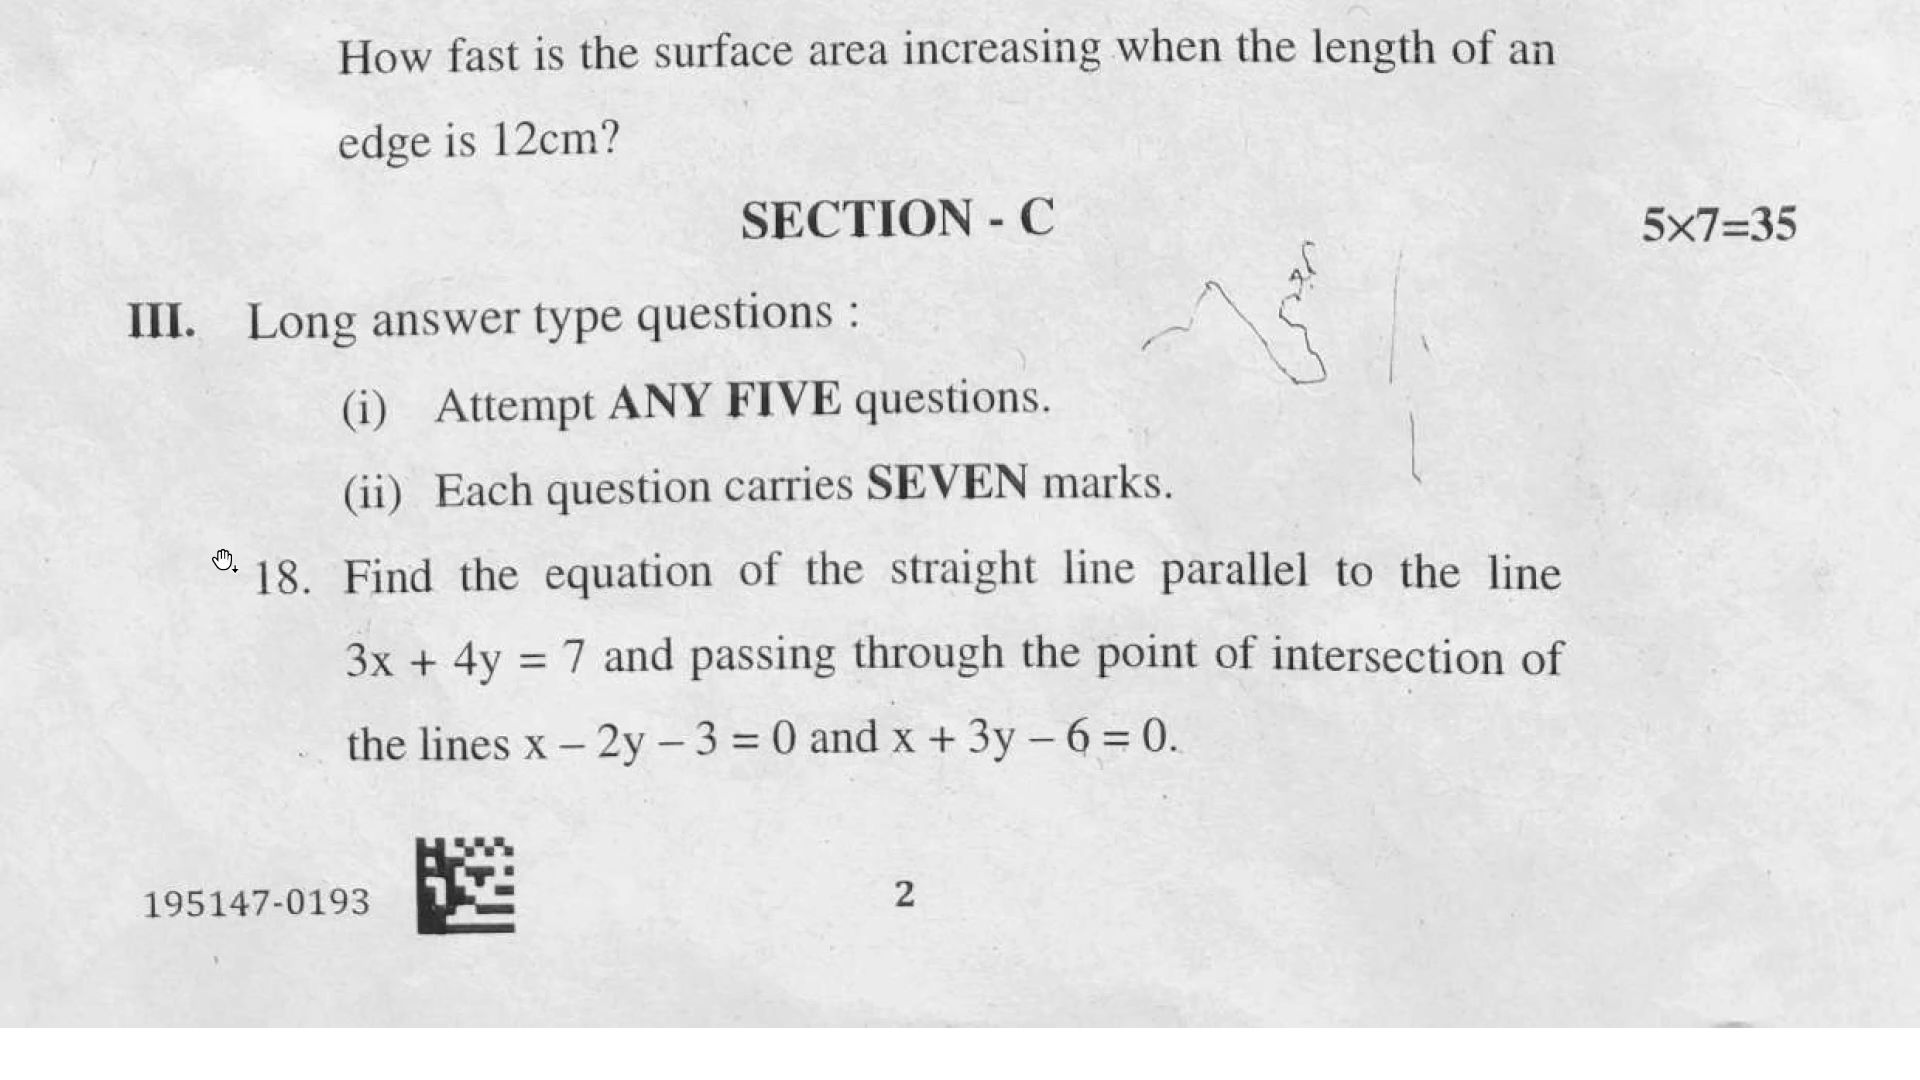 How fast is the surface area increasing when the length of an
edge is 12cm?
SECTION - C
5×7=35
III. Long answer type questions :
(i) Attempt ANY FIVE questions.
(ii) Each question carries SEVEN marks.
18. Find the equation of the straight line parallel to the line
3x + 4y = 7 and passing through the point of intersection of
the lines x – 2y – 3 = 0 and x + 3y – 6 = 0.
195147-0193
2